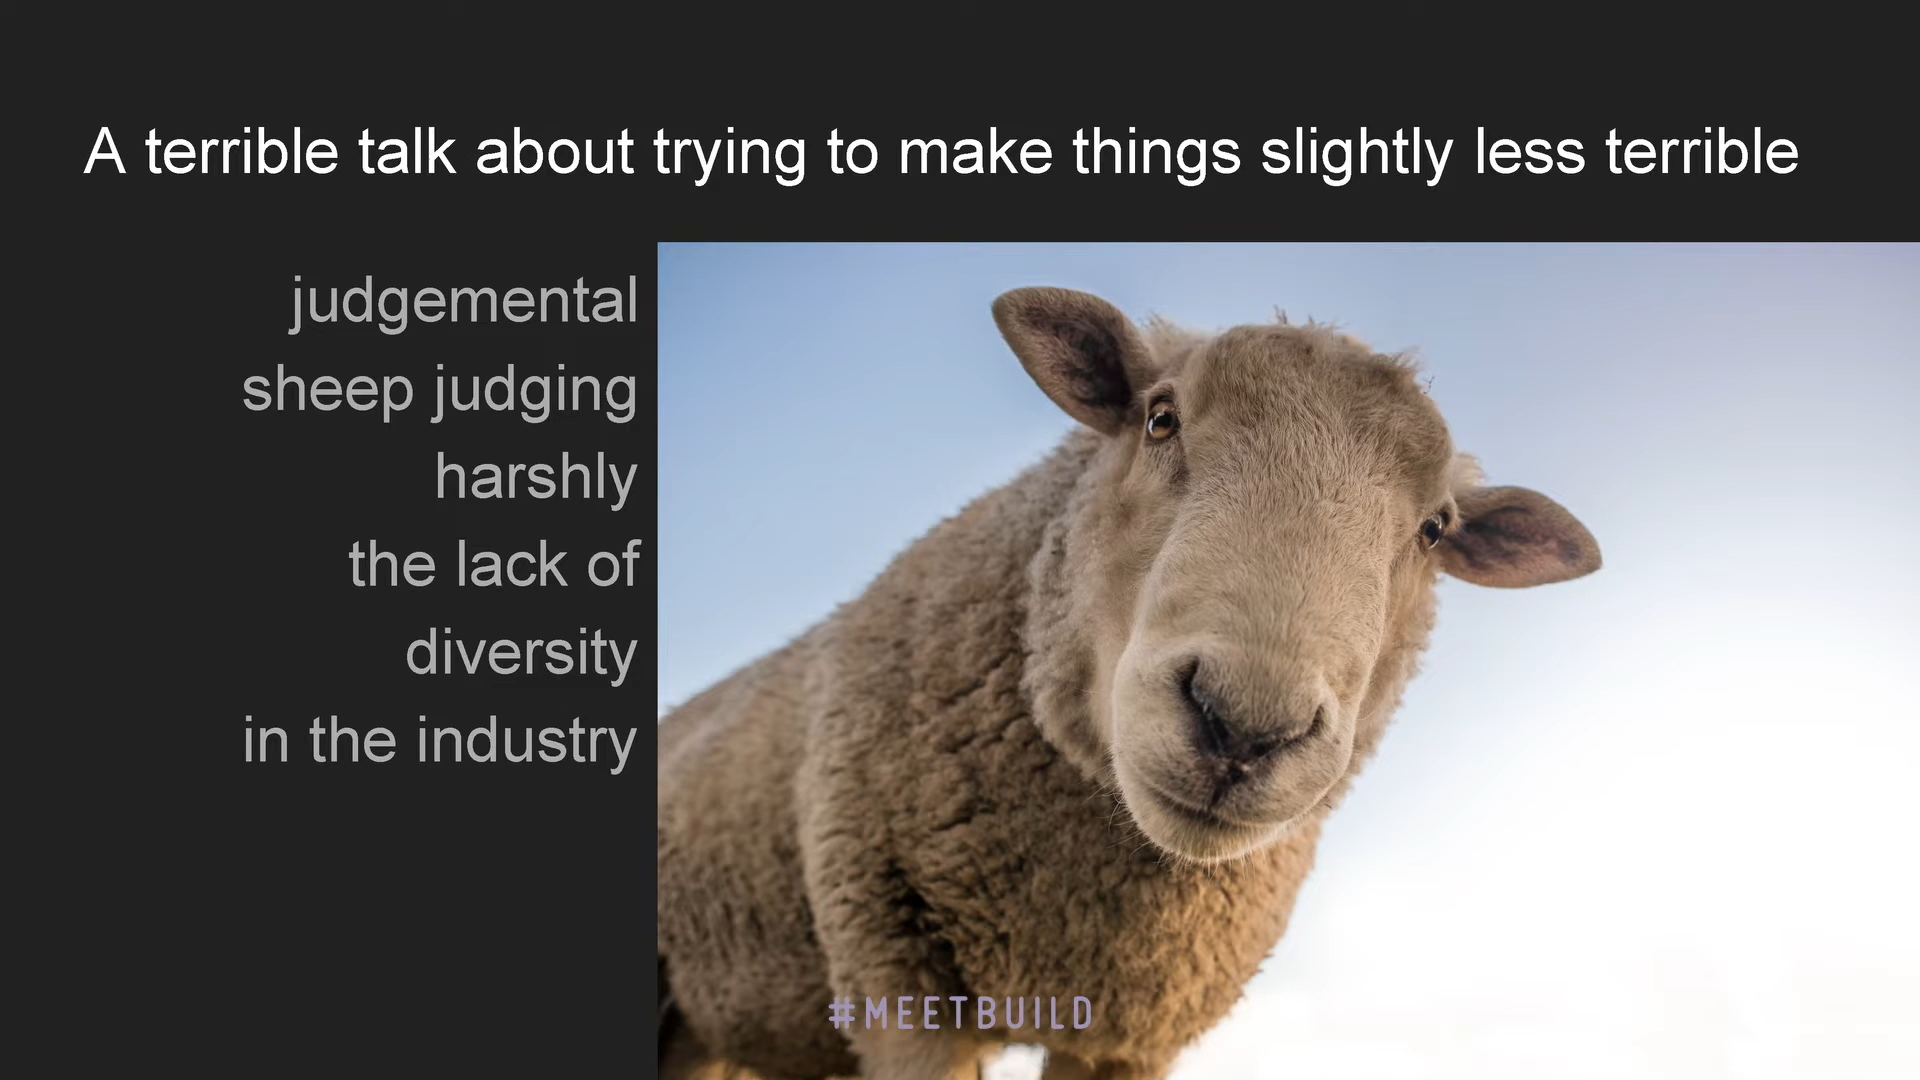 A terrible talk about trying to make things slightly less terrible
judgemental
sheep judging
harshly
the lack of
diversity
in the industry
#MEETBUILD